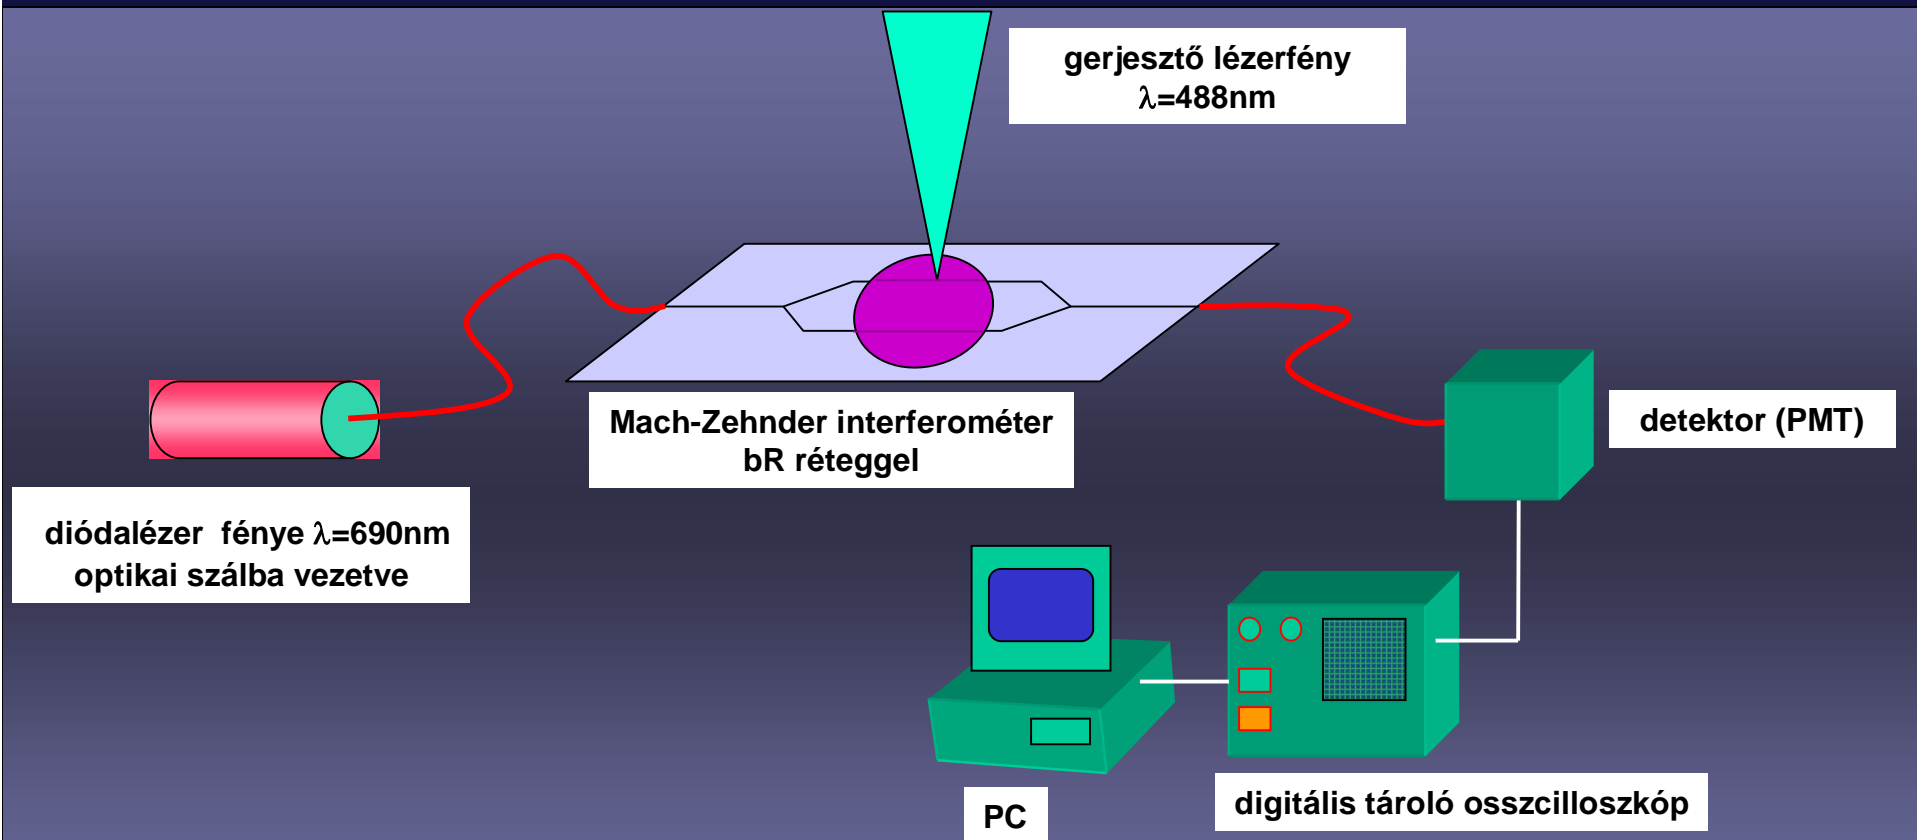 gerjesztő lézerfény
λ=488nm
Mach-Zehnder interferométer
bR réteggel
detektor (PMT)
diódalézer fénye λ=690nm
optikai szálba vezetve
digitális tároló osszcilloszkóp
PC